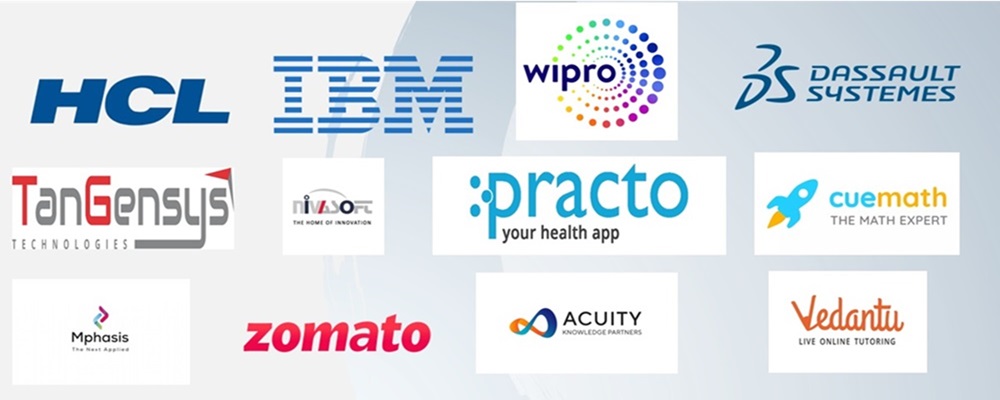 HCL
IBM
wipro
DASSAULT
SYSTEMES
TanGensys
TECHNOLOGIES
NIVASOFT
THE HOME OF INNOVATION
practo
your health app
cuemath
THE MATH EXPERT
Mphasis
The Next Applied
zomato
ACUITY
KNOWLEDGE PARTNERS
Vedantu
LIVE ONLINE TUTORING